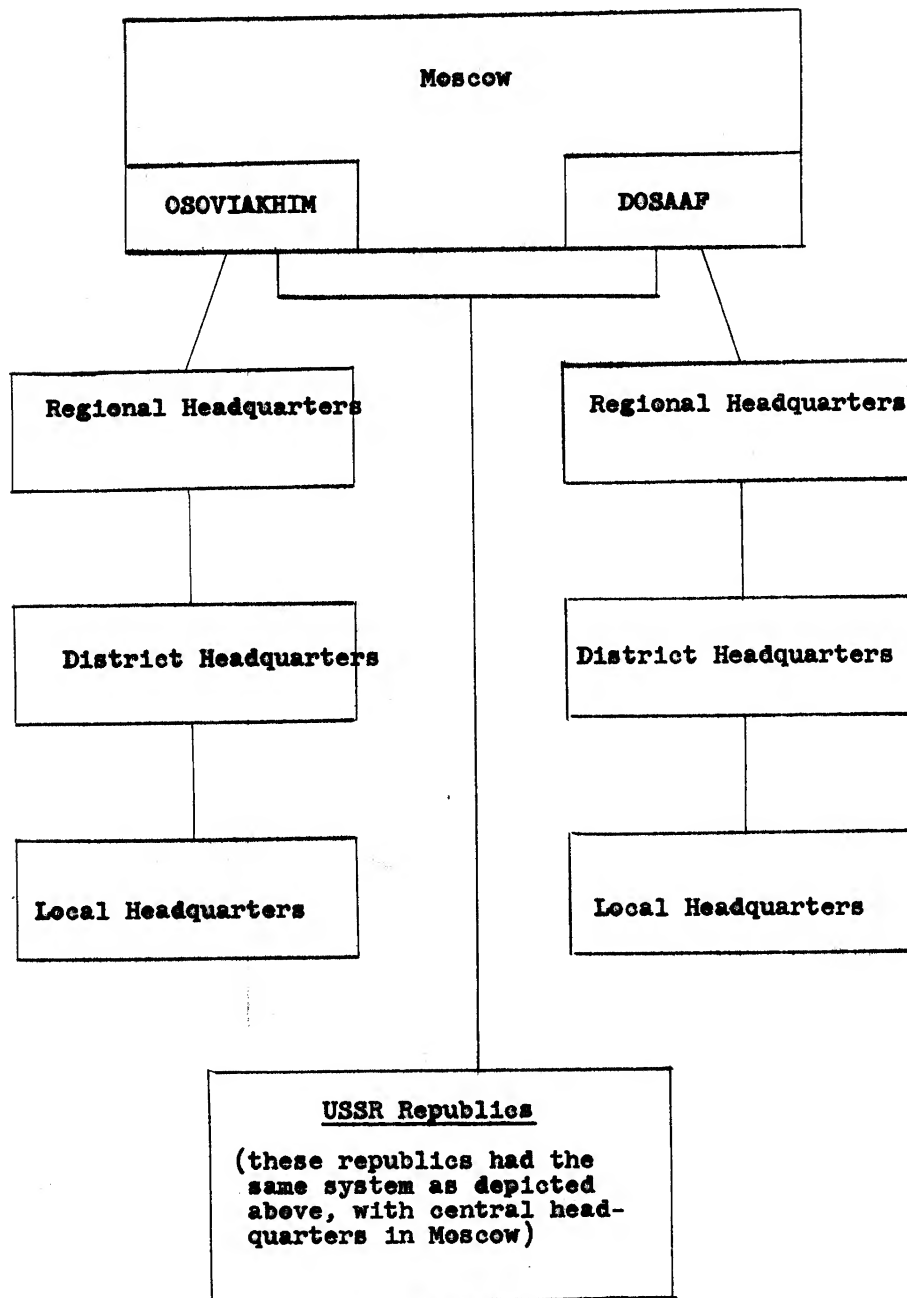 Moscow
OSOVIAKHIM
DOSAAF
Regional Headquarters
Regional Headquarters
District Headquarters
District Headquarters
Local Headquarters
Local Headquarters
USSR Republics
(these republics had the
same system as depicted
above, with central head-
quarters in Moscow)